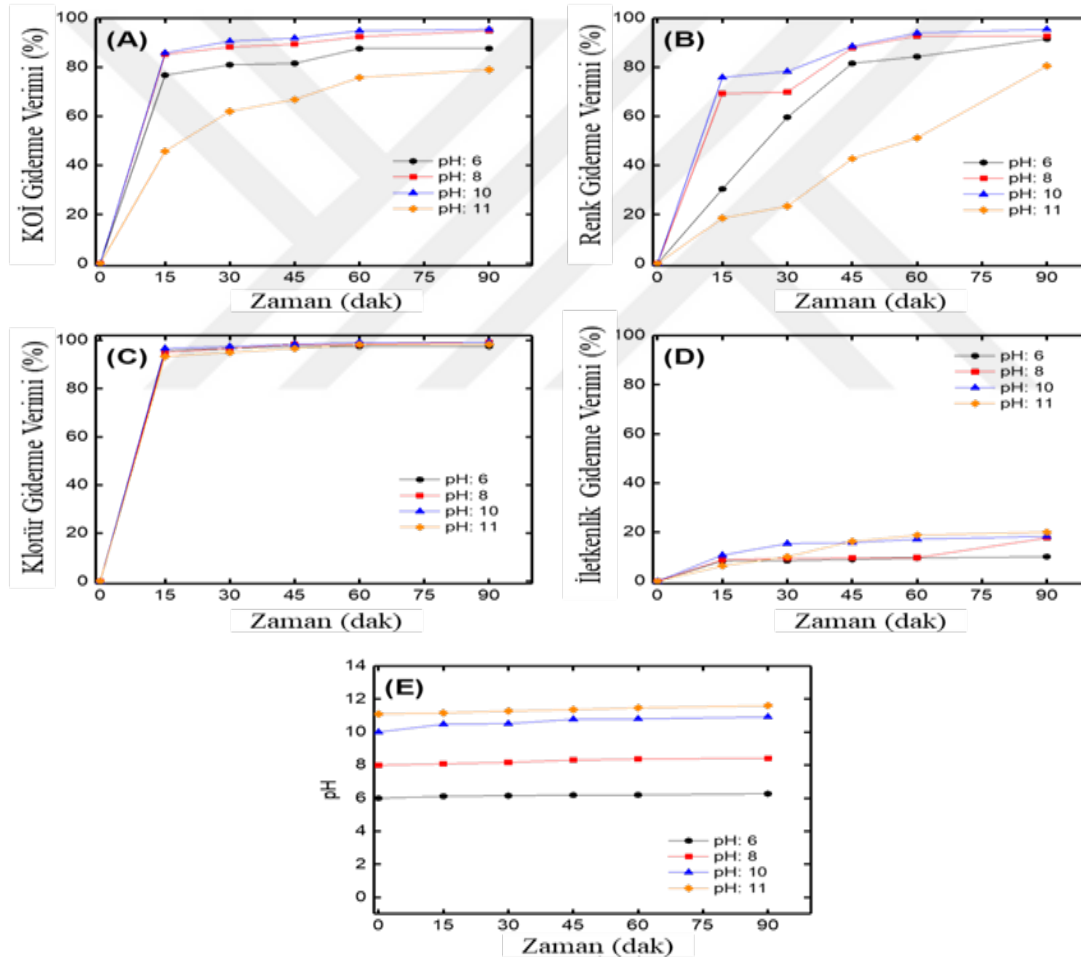 (A)
KOİ Giderme Verimi (%)
100
80
60
40
20
0
pH: 6
pH: 8
pH: 10
pH: 11
0 15 30 45 60 75 90
Zaman (dak)
(B)
Renk Giderme Verimi (%)
100
80
60
40
20
0
pH: 6
pH: 8
pH: 10
pH: 11
0 15 30 45 60 75 90
Zaman (dak)
(C)
Klorür Giderme Verimi (%)
100
80
60
40
20
0
pH: 6
pH: 8
pH: 10
pH: 11
0 15 30 45 60 75 90
Zaman (dak)
(D)
İletkenlik Giderme Verimi (%)
100
80
60
40
20
0
pH: 6
pH: 8
pH: 10
pH: 11
0 15 30 45 60 75 90
Zaman (dak)
(E)
pH
14
12
10
8
6
4
2
0
pH: 6
pH: 8
pH: 10
pH: 11
0 15 30 45 60 75 90
Zaman (dak)